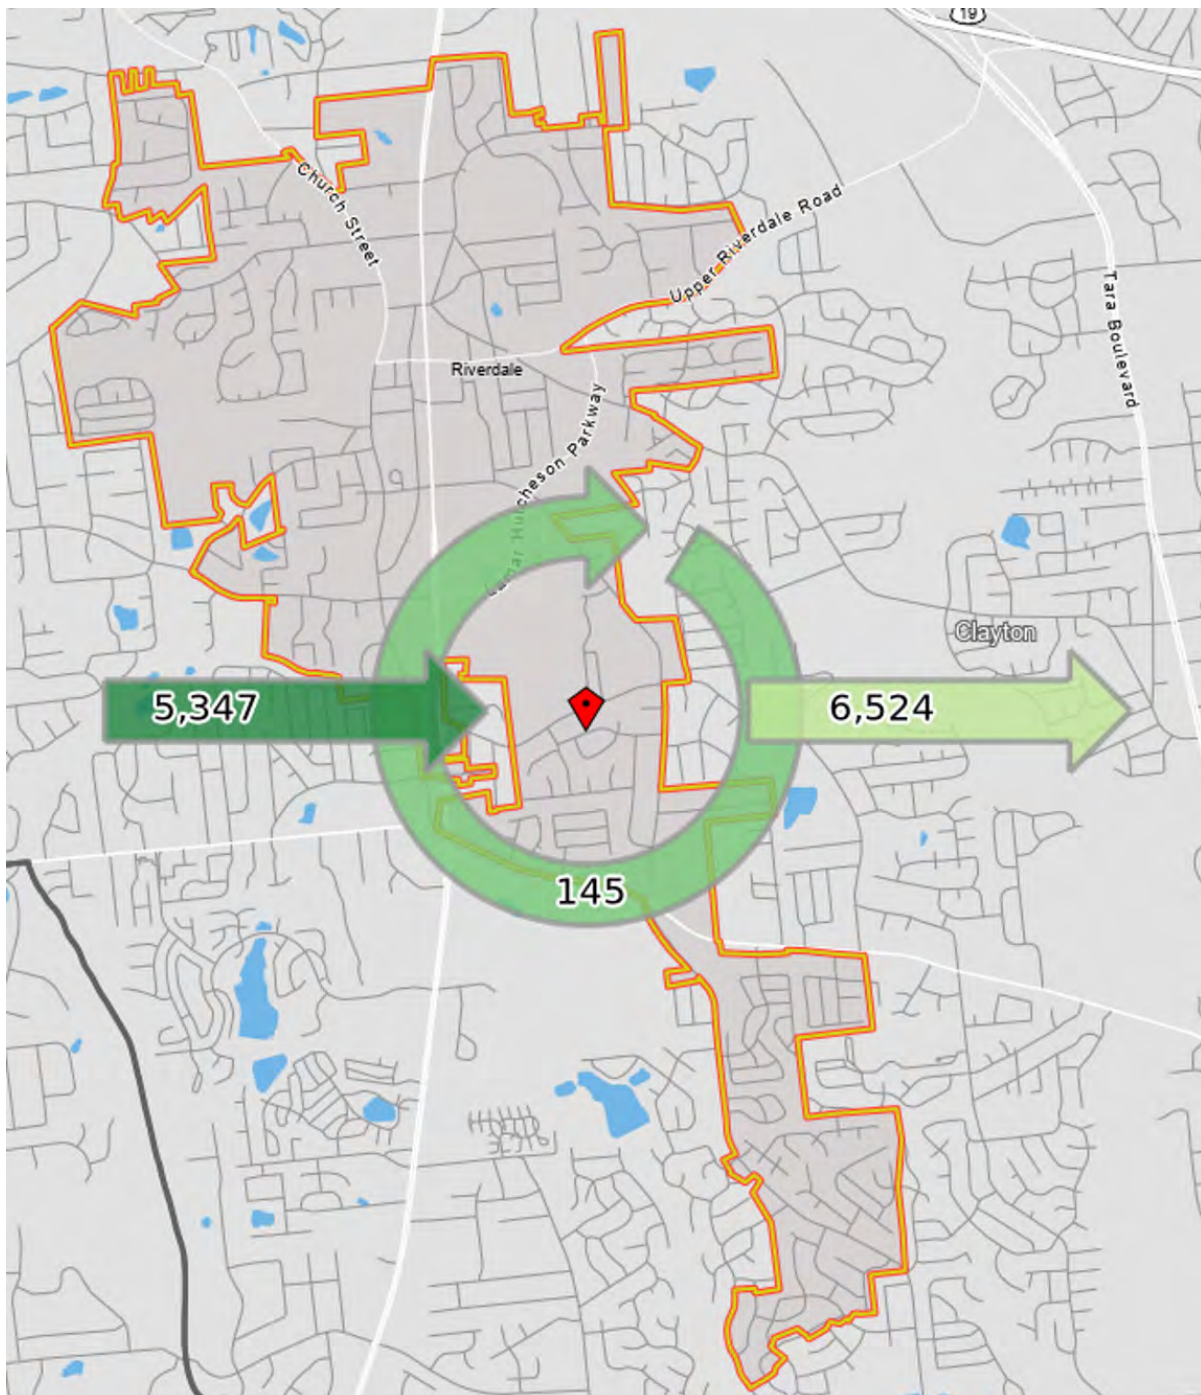 19
Church Street
Upper Riverdale Road
Tara Boulevard
Riverdale
Lamar Hutcheson Parkway
Clayton
5,347
6,524
145